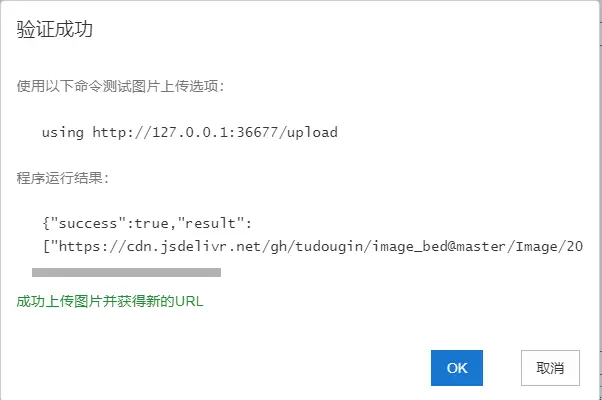 验证成功
使用以下命令测试图片上传选项：
using http://127.0.0.1:36677/upload
程序运行结果：
{"success":true,"result":
["https://cdn.jsdelivr.net/gh/tudougin/image_bed@master/Image/20
成功上传图片并获得新的URL
OK 取消